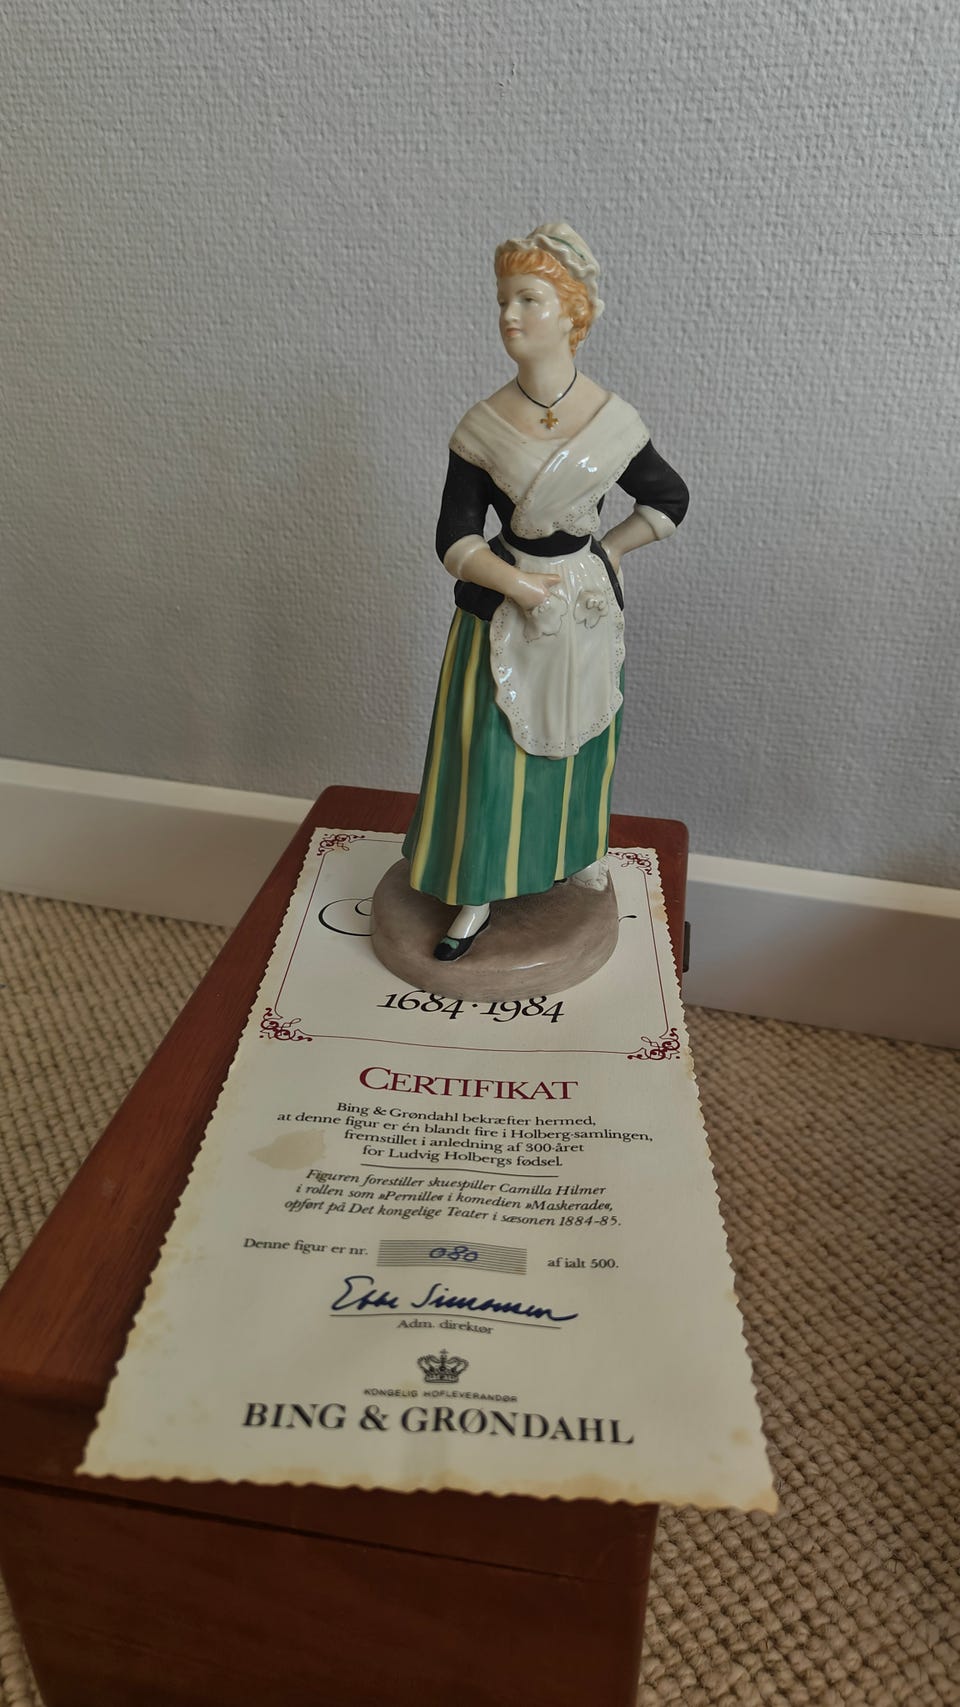 1684·1984
CERTIFIKAT
Bing & Grøndahl bekræfter hermed,
at denne figur er én blandt fire i Holberg-samlingen,
fremstillet i anledning af 300-året
for Ludvig Holbergs fødsel.
Figuren forestiller skuespiller Camilla Hilmer
i rollen som »Pernille« i komedien »Maskerade«,
opført på Det kongelige Teater i sæsonen 1884-85.
Denne figur er nr. 080 af ialt 500.
Ebbe Simonsen
Adm. direktør
KONGELIG HOFLEVERANDØR
BING & GRØNDAHL